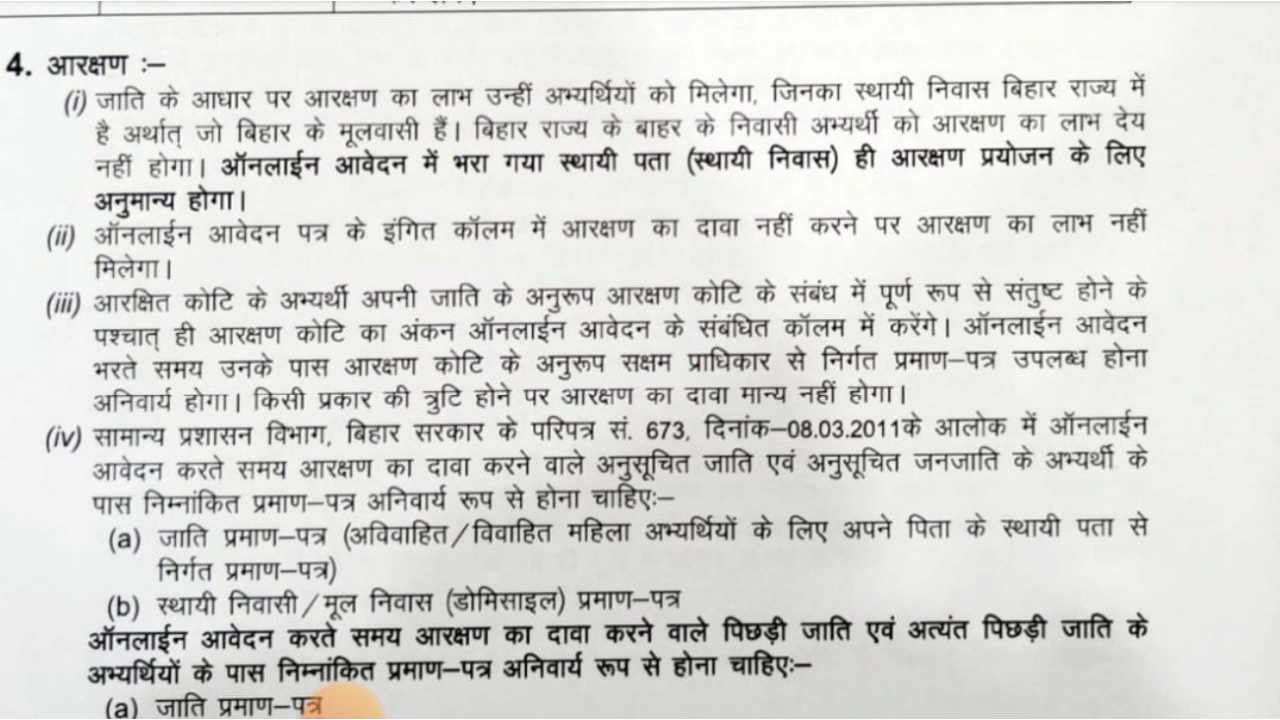 4. आरक्षण :–
(i) जाति के आधार पर आरक्षण का लाभ उन्हीं अभ्यर्थियों को मिलेगा, जिनका स्थायी निवास बिहार राज्य में
है अर्थात् जो बिहार के मूलवासी हैं। बिहार राज्य के बाहर के निवासी अभ्यर्थी को आरक्षण का लाभ देय
नहीं होगा। ऑनलाईन आवेदन में भरा गया स्थायी पता (स्थायी निवास) ही आरक्षण प्रयोजन के लिए
अनुमान्य होगा।
(ii) ऑनलाईन आवेदन पत्र के इंगित कॉलम में आरक्षण का दावा नहीं करने पर आरक्षण का लाभ नहीं
मिलेगा।
(iii) आरक्षित कोटि के अभ्यर्थी अपनी जाति के अनुरूप आरक्षण कोटि के संबंध में पूर्ण रूप से संतुष्ट होने के
पश्चात् ही आरक्षण कोटि का अंकन ऑनलाईन आवेदन के संबंधित कॉलम में करेंगे। ऑनलाईन आवेदन
भरते समय उनके पास आरक्षण कोटि के अनुरूप सक्षम प्राधिकार से निर्गत प्रमाण–पत्र उपलब्ध होना
अनिवार्य होगा। किसी प्रकार की त्रुटि होने पर आरक्षण का दावा मान्य नहीं होगा।
(iv) सामान्य प्रशासन विभाग, बिहार सरकार के परिपत्र सं. 673, दिनांक–08.03.2011के आलोक में ऑनलाईन
आवेदन करते समय आरक्षण का दावा करने वाले अनुसूचित जाति एवं अनुसूचित जनजाति के अभ्यर्थी के
पास निम्नांकित प्रमाण–पत्र अनिवार्य रूप से होना चाहिए:–
(a) जाति प्रमाण–पत्र (अविवाहित/विवाहित महिला अभ्यर्थियों के लिए अपने पिता के स्थायी पता से
निर्गत प्रमाण–पत्र)
(b) स्थायी निवासी/मूल निवास (डोमिसाइल) प्रमाण–पत्र
ऑनलाईन आवेदन करते समय आरक्षण का दावा करने वाले पिछड़ी जाति एवं अत्यंत पिछड़ी जाति के
अभ्यर्थियों के पास निम्नांकित प्रमाण–पत्र अनिवार्य रूप से होना चाहिए:–
(a) जाति प्रमाण–पत्र